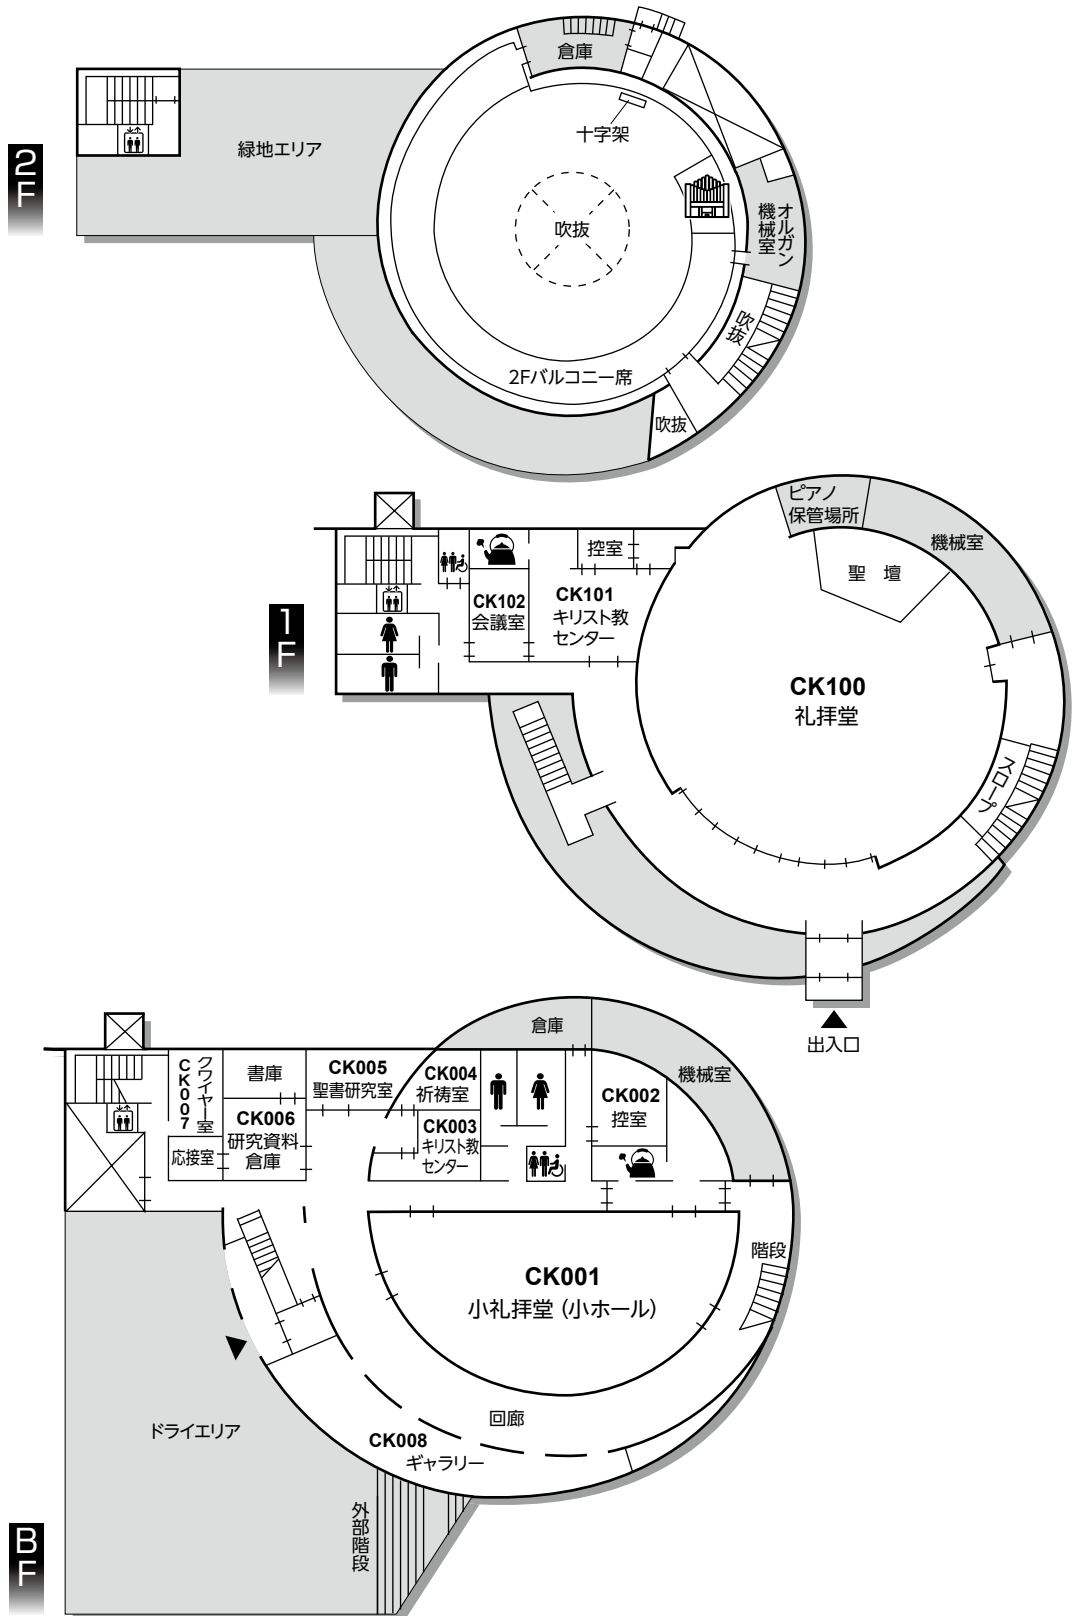 2F
倉庫
十字架
緑地エリア
吹抜
オルガン
機械室
吹抜
2Fバルコニー席
吹抜
1F
ピアノ
保管場所
機械室
控室
聖 壇
CK102
会議室
CK101
キリスト教
センター
CK100
礼拝堂
スロープ
出入口
BF
倉庫
機械室
クワイヤー室
CK007
書庫
CK005
聖書研究室
CK004
祈祷室
CK002
控室
CK006
研究資料
倉庫
CK003
キリスト教
センター
応接室
階段
CK001
小礼拝堂（小ホール）
回廊
CK008
ギャラリー
ドライエリア
外部階段